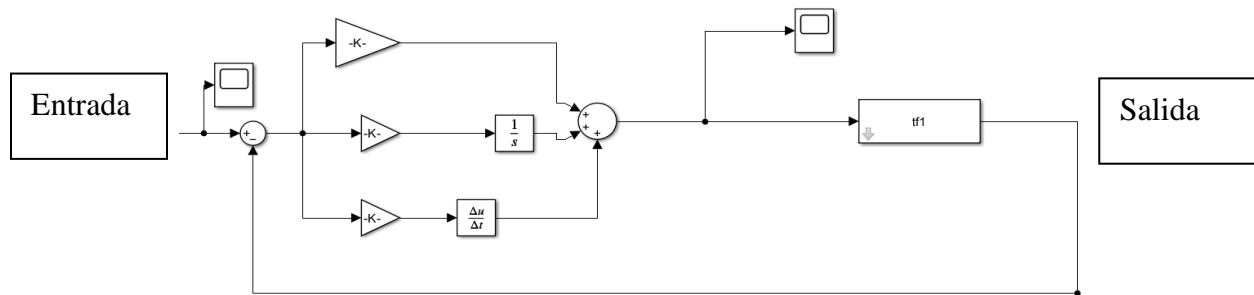 Entrada
Salida
-K-
-K-
1
s
-K-
Δu
Δt
+
−
+
+
+
tf1